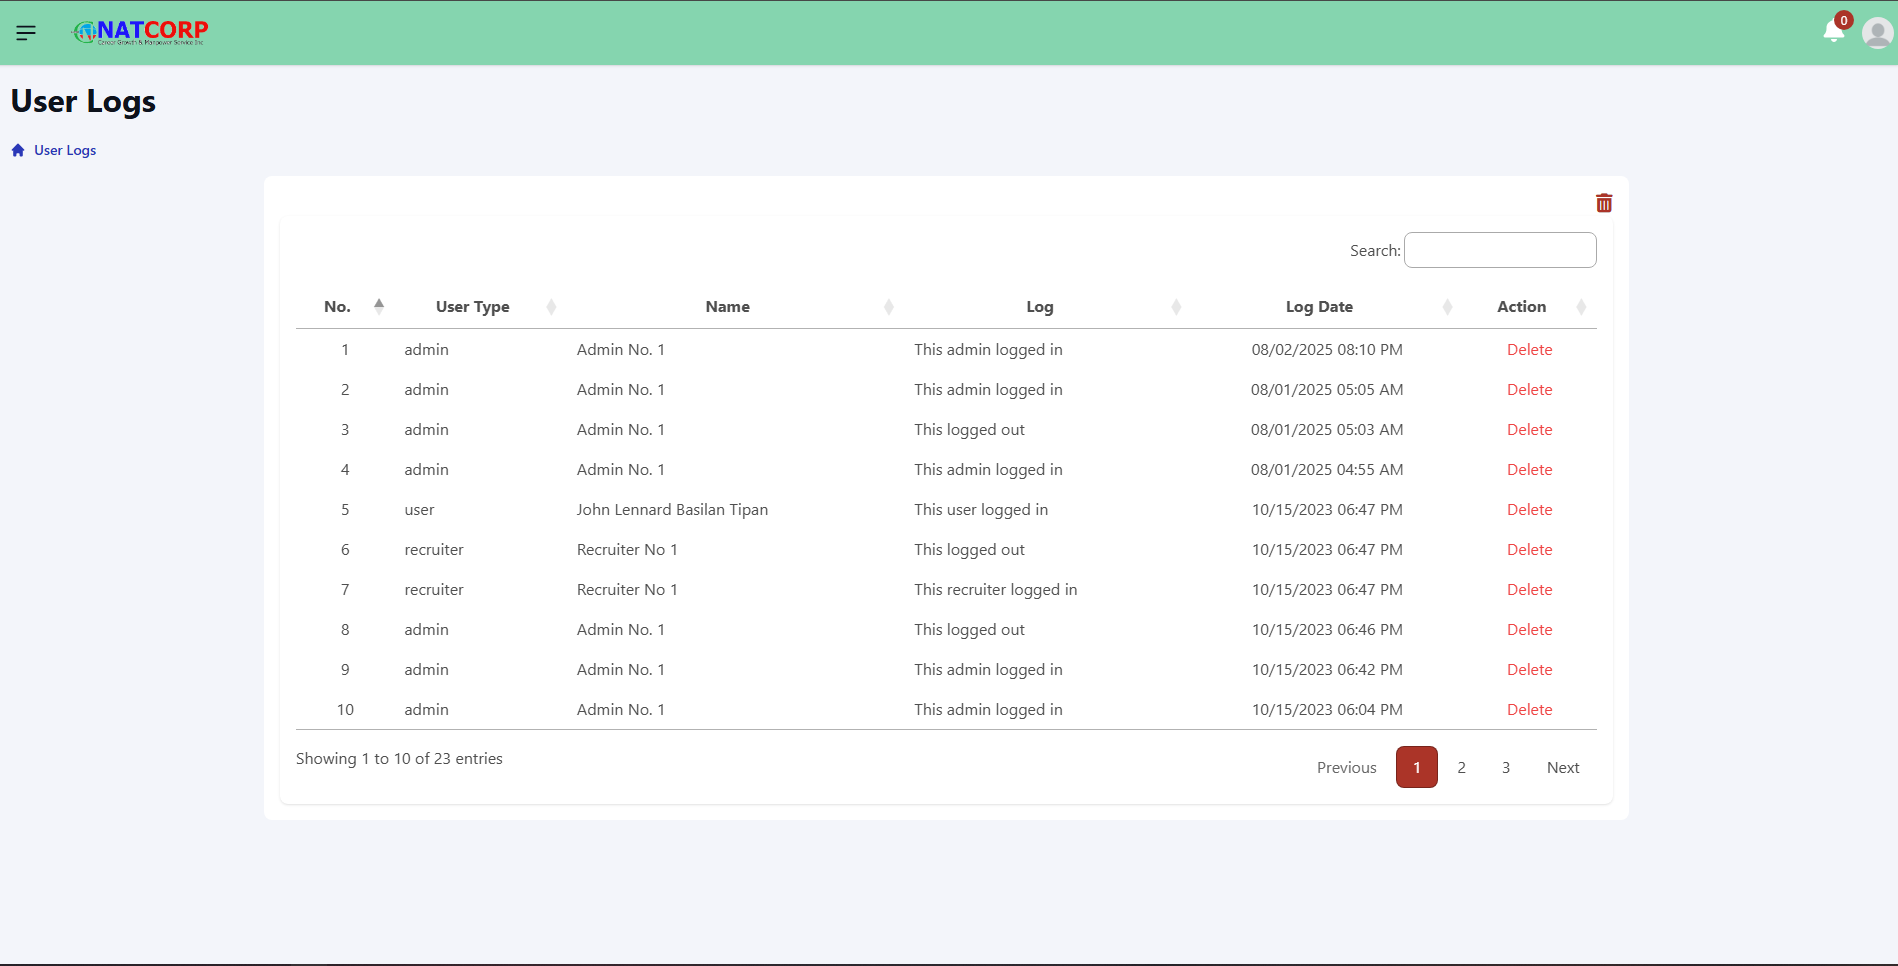 NATCORP
Career Growth & Manpower Service Inc
0
User Logs
User Logs
Search:
No. User Type Name Log Log Date Action
1 admin Admin No. 1 This admin logged in 08/02/2025 08:10 PM Delete
2 admin Admin No. 1 This admin logged in 08/01/2025 05:05 AM Delete
3 admin Admin No. 1 This logged out 08/01/2025 05:03 AM Delete
4 admin Admin No. 1 This admin logged in 08/01/2025 04:55 AM Delete
5 user John Lennard Basilan Tipan This user logged in 10/15/2023 06:47 PM Delete
6 recruiter Recruiter No 1 This logged out 10/15/2023 06:47 PM Delete
7 recruiter Recruiter No 1 This recruiter logged in 10/15/2023 06:47 PM Delete
8 admin Admin No. 1 This logged out 10/15/2023 06:46 PM Delete
9 admin Admin No. 1 This admin logged in 10/15/2023 06:42 PM Delete
10 admin Admin No. 1 This admin logged in 10/15/2023 06:04 PM Delete
Showing 1 to 10 of 23 entries
Previous 1 2 3 Next